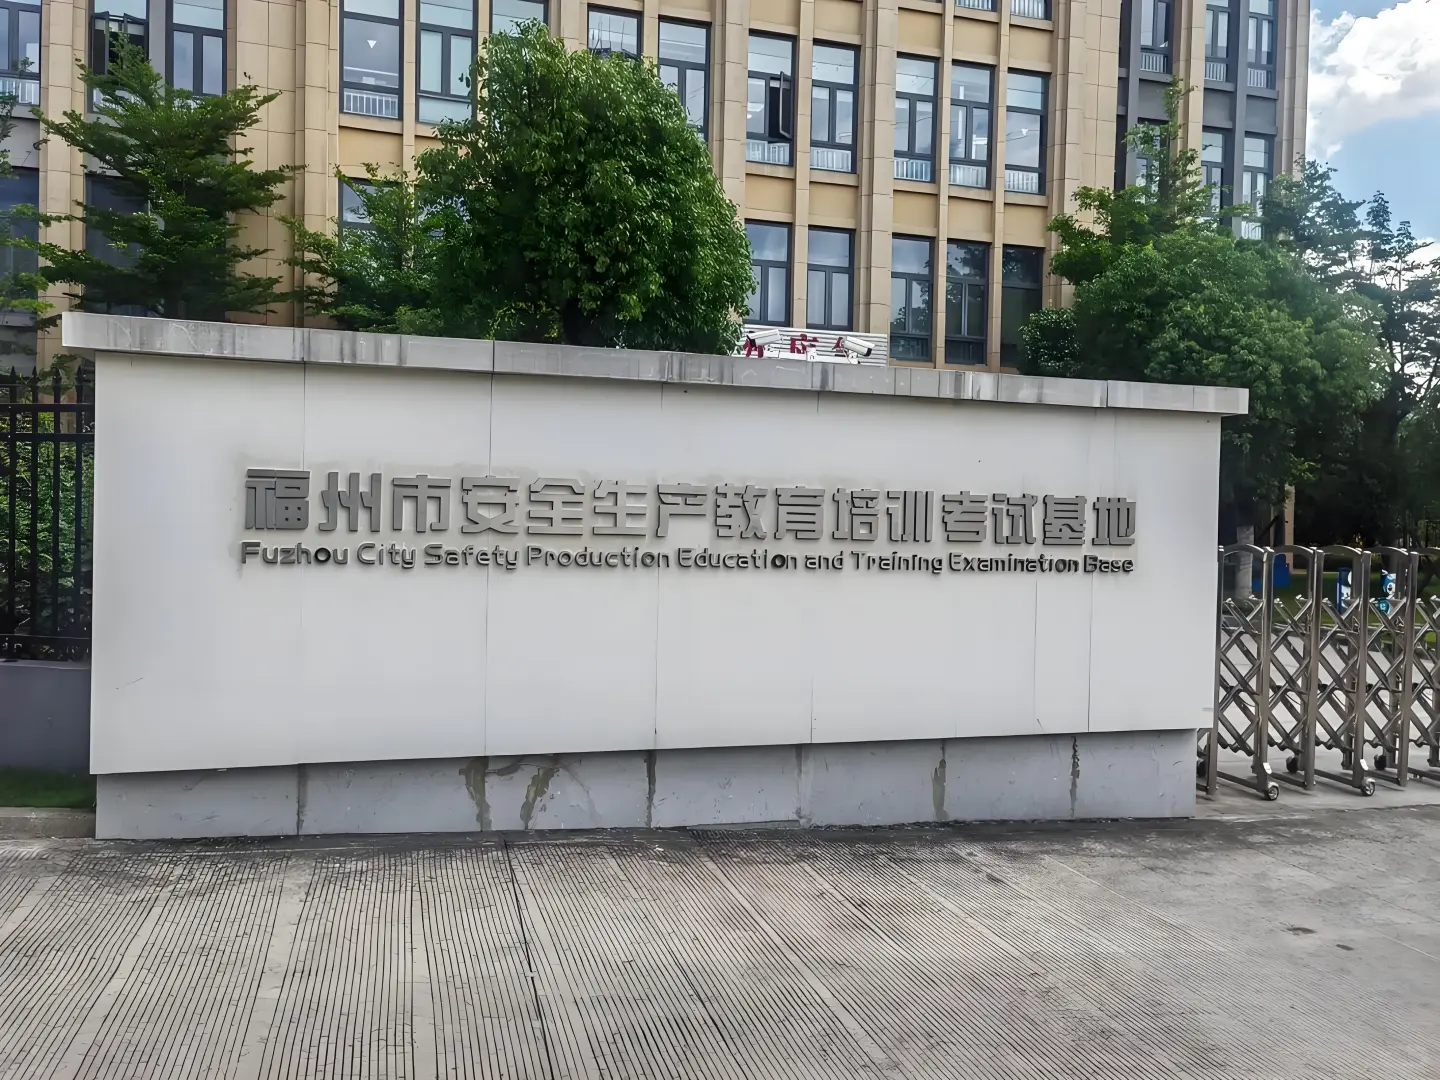 福州市安全生产教育培训考试基地
Fuzhou City Safety Production Education and Training Examination Base